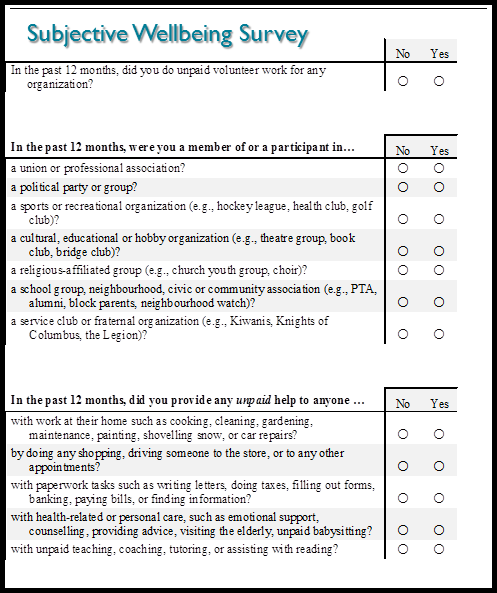 Subjective Wellbeing Survey
No Yes
In the past 12 months, did you do unpaid volunteer work for any
organization?
In the past 12 months, were you a member of or a participant in... No Yes
a union or professional association?
a political party or group?
a sports or recreational organization (e.g., hockey league, health club, golf
club)?
a cultural, educational or hobby organization (e.g., theatre group, book
club, bridge club)?
a religious-affiliated group (e.g., church youth group, choir)?
a school group, neighbourhood, civic or community association (e.g., PTA,
alumni, block parents, neighbourhood watch)?
a service club or fraternal organization (e.g., Kiwanis, Knights of
Columbus, the Legion)?
In the past 12 months, did you provide any unpaid help to anyone ... No Yes
with work at their home such as cooking, cleaning, gardening,
maintenance, painting, shovelling snow, or car repairs?
by doing any shopping, driving someone to the store, or to any other
appointments?
with paperwork tasks such as writing letters, doing taxes, filling out forms,
banking, paying bills, or finding information?
with health-related or personal care, such as emotional support,
counselling, providing advice, visiting the elderly, unpaid babysitting?
with unpaid teaching, coaching, tutoring, or assisting with reading?